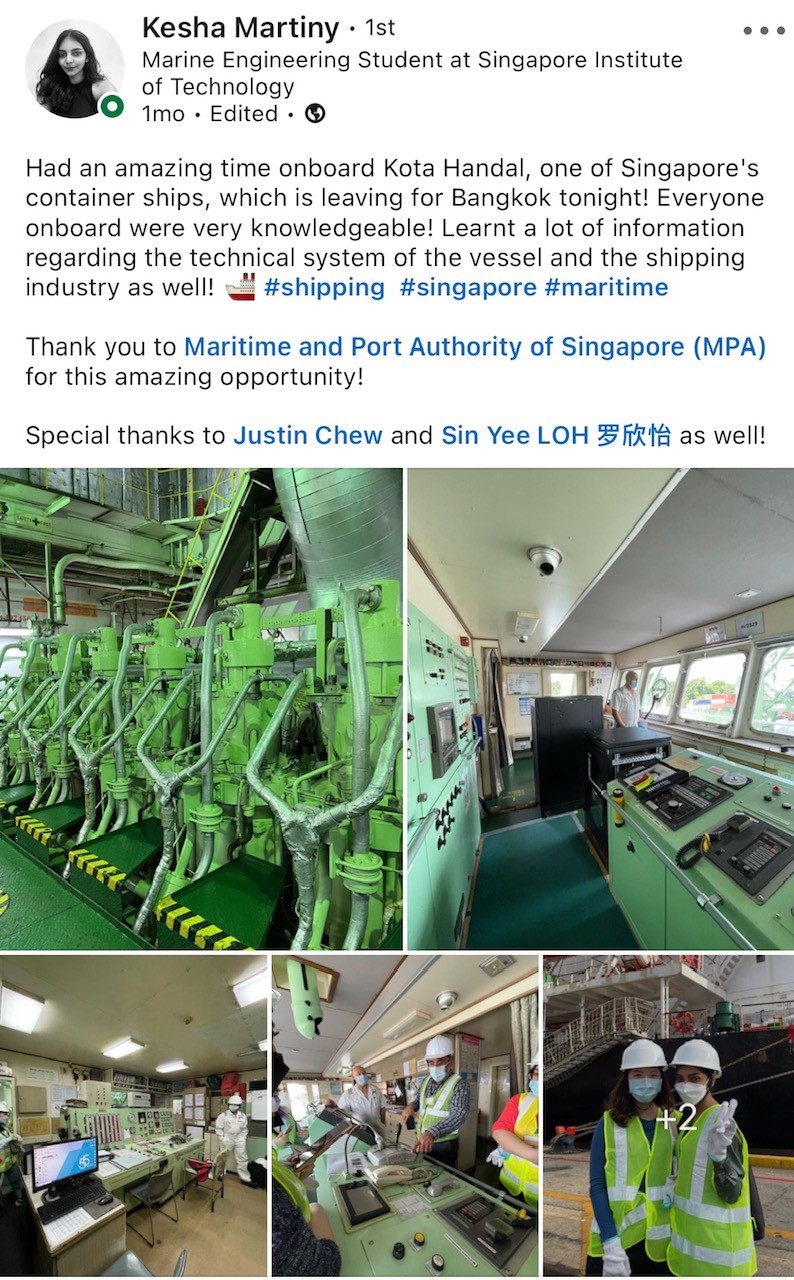 Kesha Martiny • 1st
Marine Engineering Student at Singapore Institute
of Technology
1mo • Edited •
Had an amazing time onboard Kota Handal, one of Singapore's
container ships, which is leaving for Bangkok tonight! Everyone
onboard were very knowledgeable! Learnt a lot of information
regarding the technical system of the vessel and the shipping
industry as well! 🚢 #shipping #singapore #maritime
Thank you to Maritime and Port Authority of Singapore (MPA)
for this amazing opportunity!
Special thanks to Justin Chew and Sin Yee LOH 罗欣怡 as well!
+2